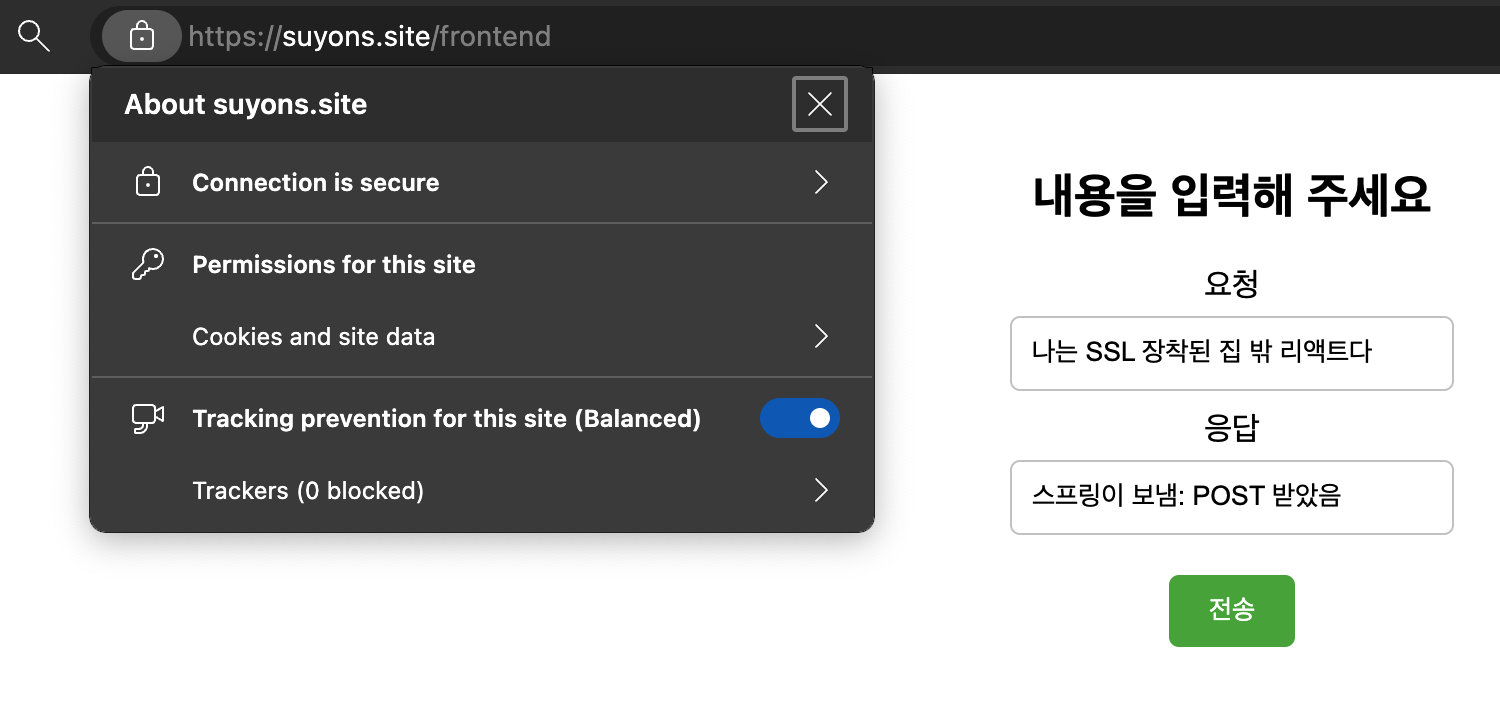 https://suyons.site/frontend
About suyons.site
Connection is secure
Permissions for this site
Cookies and site data
Tracking prevention for this site (Balanced)
Trackers (0 blocked)
내용을 입력해 주세요
요청
나는 SSL 장착된 집 밖 리액트다
응답
스프링이 보냄: POST 받았음
전송